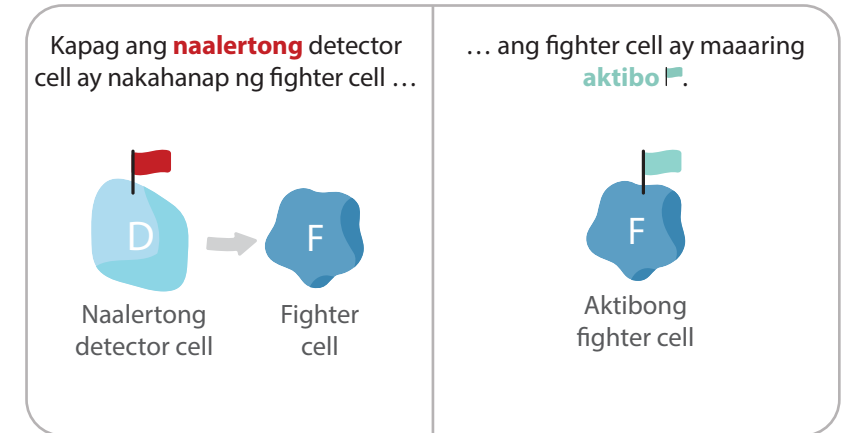 Kapag ang naalertong detector
cell ay nakahanap ng fighter cell …
D
F
Naalertong
detector cell
Fighter
cell
… ang fighter cell ay maaaring
aktibo.
F
Aktibong
fighter cell